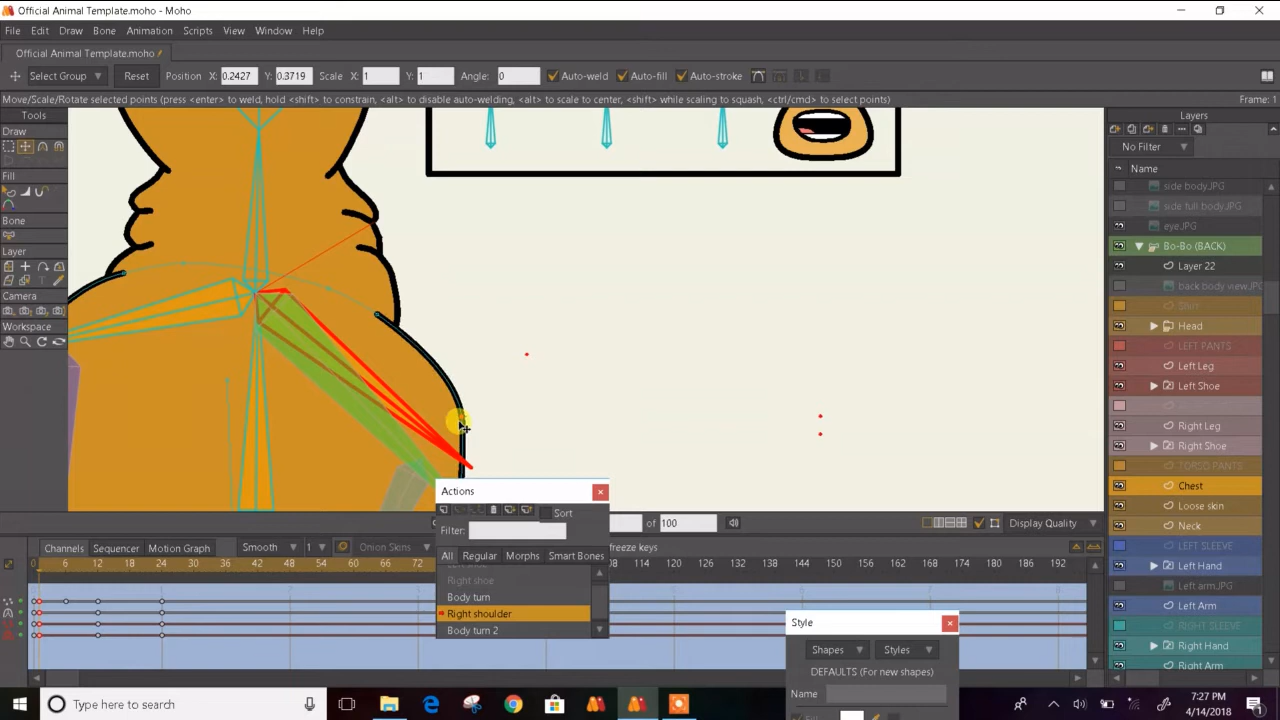 Official Animal Template.moho - Moho
File Edit Draw Bone Animation Scripts View Window Help
Official Animal Template.moho
Select Group Reset Position X: 0.2427 Y: 0.3719 Scale X: 1 Y: 1 Angle: 0 Auto-weld Auto-fill Auto-stroke
Move/Scale/Rotate selected points (press <enter> to weld, hold <shift> to constrain, <alt> to disable auto-welding, <alt> to scale to center, <shift> while scaling to squash, <ctrl/cmd> to select points) Frame: 1
Tools
Draw
Fill
Bone
Layer
Camera
Workspace
Layers
No Filter
Name
side body.JPG
side full body.JPG
eye.JPG
Bo-Bo (BACK)
Layer 22
back body view.JPG
Shirt
Head
LEFT PANTS
Left Leg
Left Shoe
Right Leg
Right Shoe
TORSO PANTS
Chest
Loose skin
Neck
LEFT SLEEVE
Left Hand
Left arm.JPG
Left Arm
RIGHT SLEEVE
Right Hand
Right Arm
Actions
Sort
Filter:
All Regular Morphs Smart Bones
Right shoe
Body turn
Right shoulder
Body turn 2
of 100 Display Quality
Channels Sequencer Motion Graph Smooth 1 Onion Skins freeze keys
0 6 12 18 24 30 36 42 48 54 60 66 72 108 114 120 126 132 138 144 150 156 162 168 174 180 186 192
Style
Shapes Styles
DEFAULTS (For new shapes)
Name
Fill
Type here to search
7:27 PM
4/14/2018